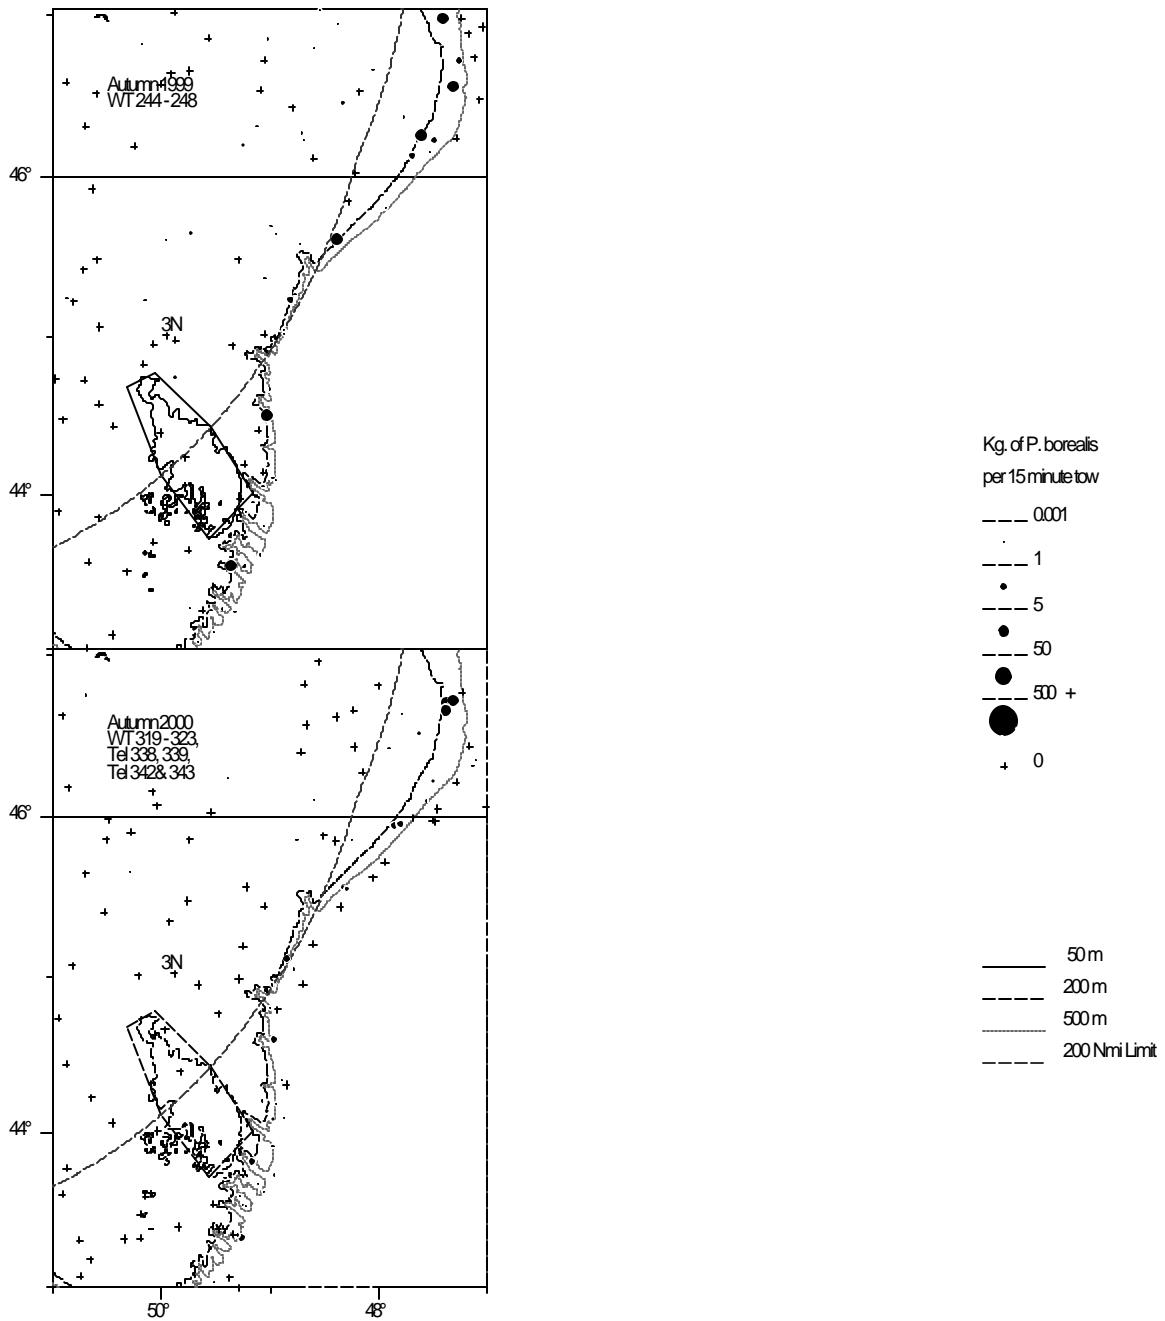 Autumn 1999
WT 244 - 248
46°
3N
44°
Autumn 2000
WT 319 - 323,
Tel 338, 339,
Tel 342 & 343
46°
3N
44°
50°
48°
Kg. of P. borealis
per 15 minute tow
0.001
1
5
50
500 +
0
50 m
200 m
500 m
200 Nmi Limit